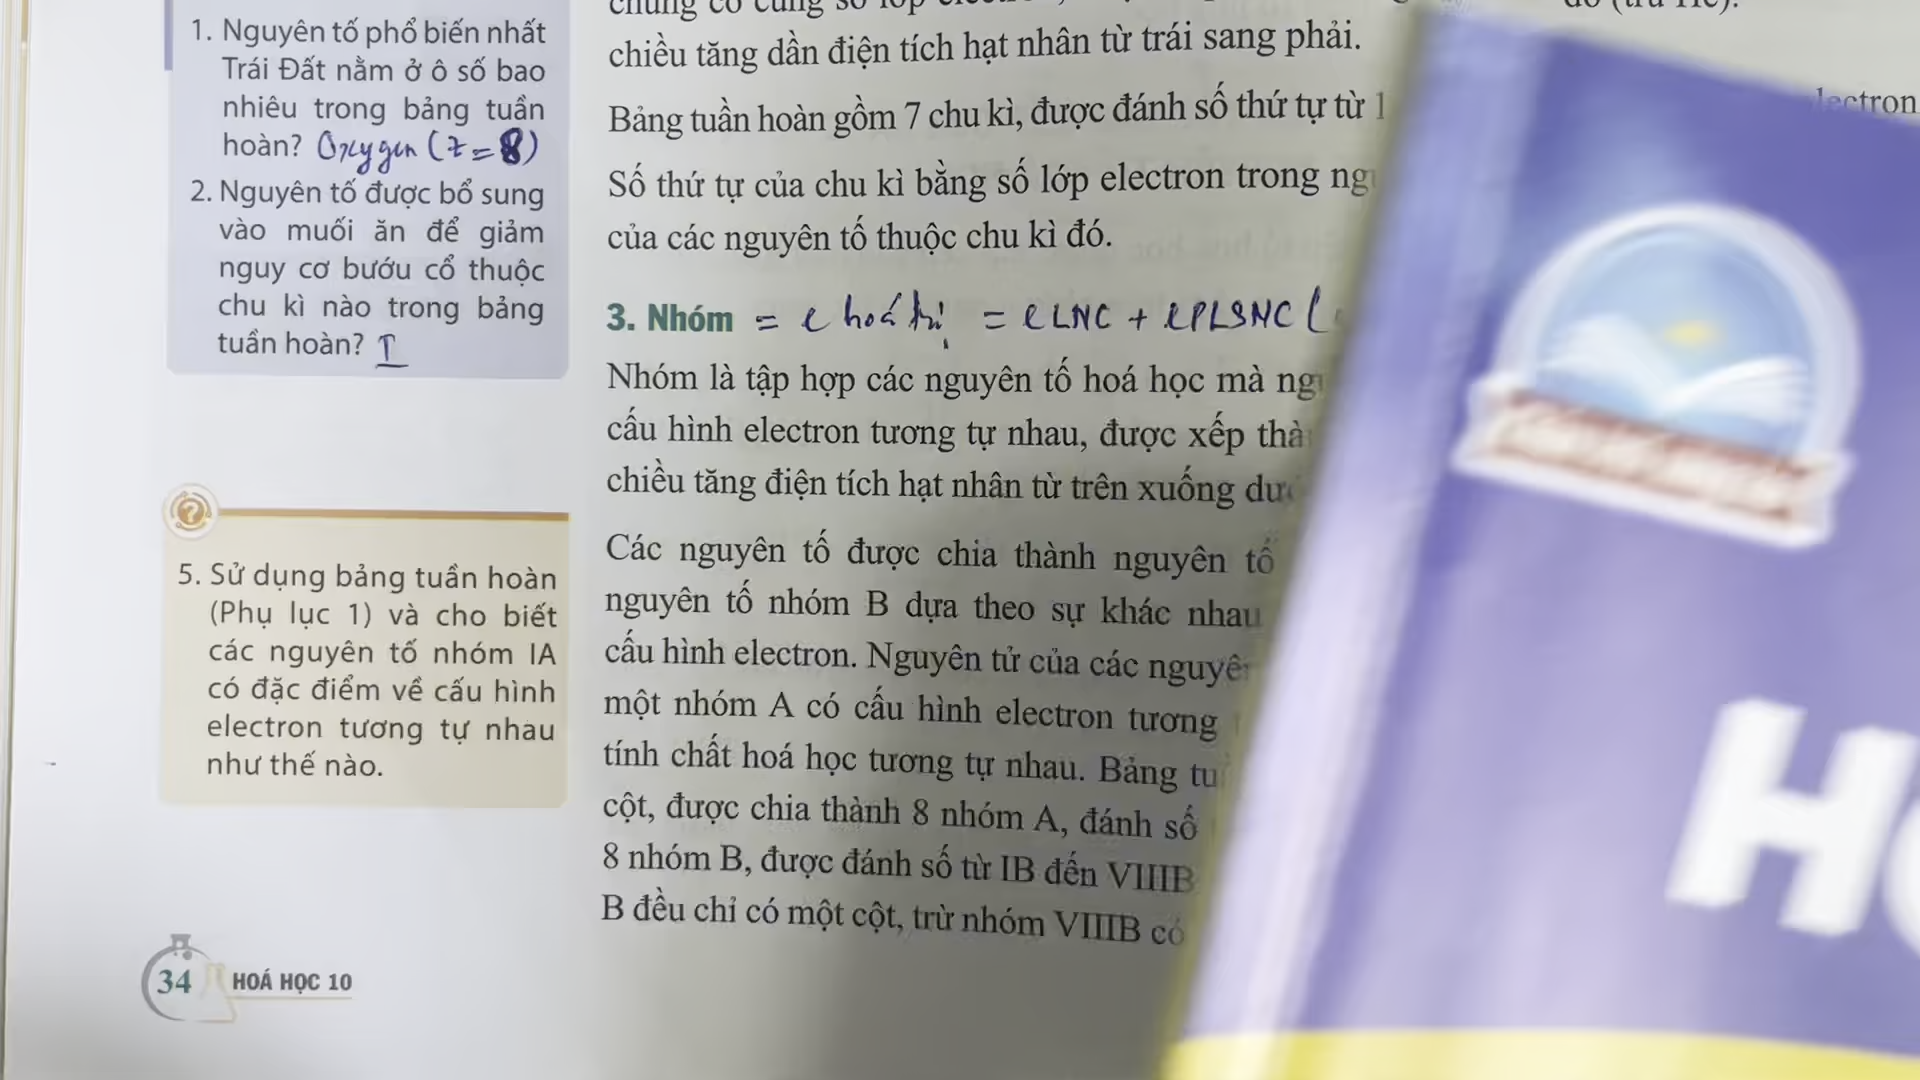 1. Nguyên tố phổ biến nhất
Trái Đất nằm ở ô số bao
nhiêu trong bảng tuần
hoàn? Oxygen (Z = 8)
2. Nguyên tố được bổ sung
vào muối ăn để giảm
nguy cơ bướu cổ thuộc
chu kì nào trong bảng
tuần hoàn? I
5. Sử dụng bảng tuần hoàn
(Phụ lục 1) và cho biết
các nguyên tố nhóm IA
có đặc điểm về cấu hình
electron tương tự nhau
như thế nào.
34 HOÁ HỌC 10
chúng có cùng số lớp
chiều tăng dần điện tích hạt nhân từ trái sang phải.
Bảng tuần hoàn gồm 7 chu kì, được đánh số thứ tự từ 1
lectron
Số thứ tự của chu kì bằng số lớp electron trong
của các nguyên tố thuộc chu kì đó.
3. Nhóm = e hoá trị = eLNC + ePLSNC (
Nhóm là tập hợp các nguyên tố hoá học mà
cấu hình electron tương tự nhau, được xếp
chiều tăng điện tích hạt nhân từ trên xuống
Các nguyên tố được chia thành nguyên tố
nguyên tố nhóm B dựa theo sự khác nhau
cấu hình electron. Nguyên tử của các
một nhóm A có cấu hình electron tương
tính chất hoá học tương tự nhau. Bảng
cột, được chia thành 8 nhóm A, đánh số
8 nhóm B, được đánh số từ IB đến VIIIB
B đều chỉ có một cột, trừ nhóm VIIIB có
H